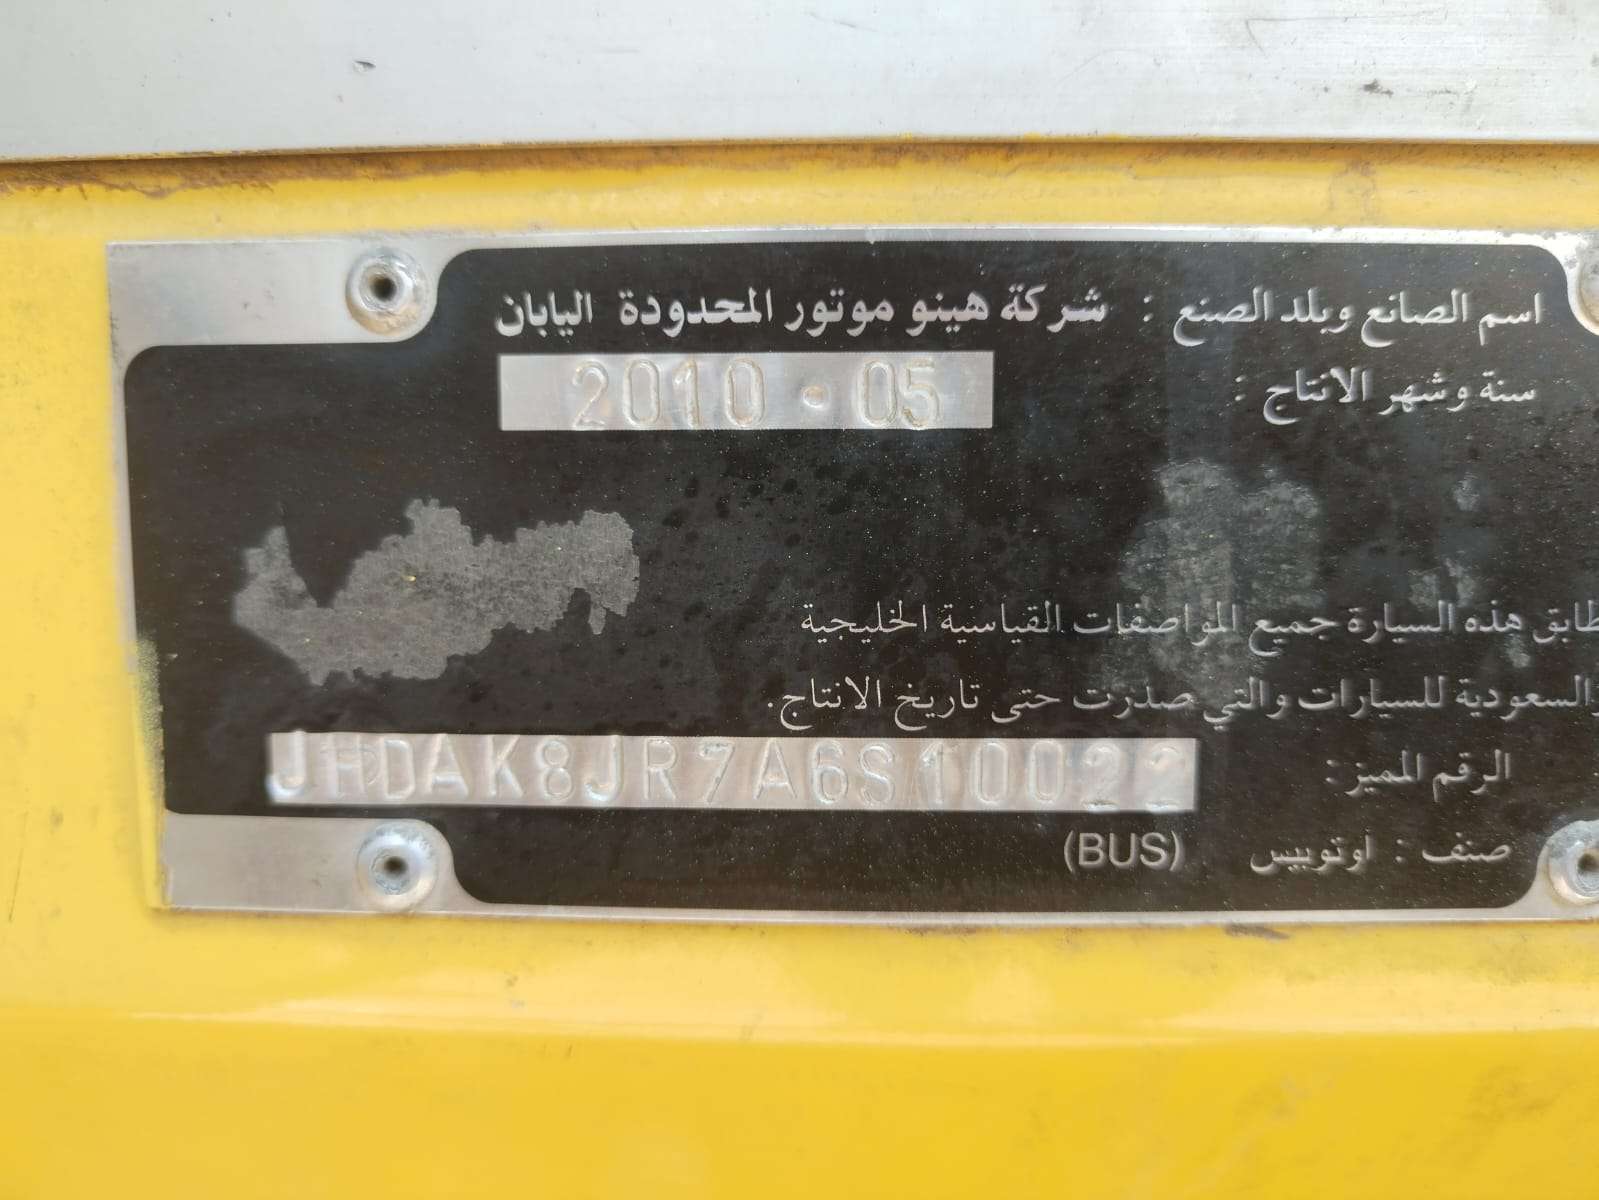 اسم الصانع وبلد الصنع : شركة هينو موتور المحدودة اليابان
سنة وشهر الانتاج : 2010 • 05
هذه السيارة جميع المواصفات القياسية الخليجية
السعودية للسيارات والتي صدرت حتى تاريخ الانتاج.
الرقم المميز: JHDAK8JR7A6S10022
صنف : اوتوبيس (BUS)